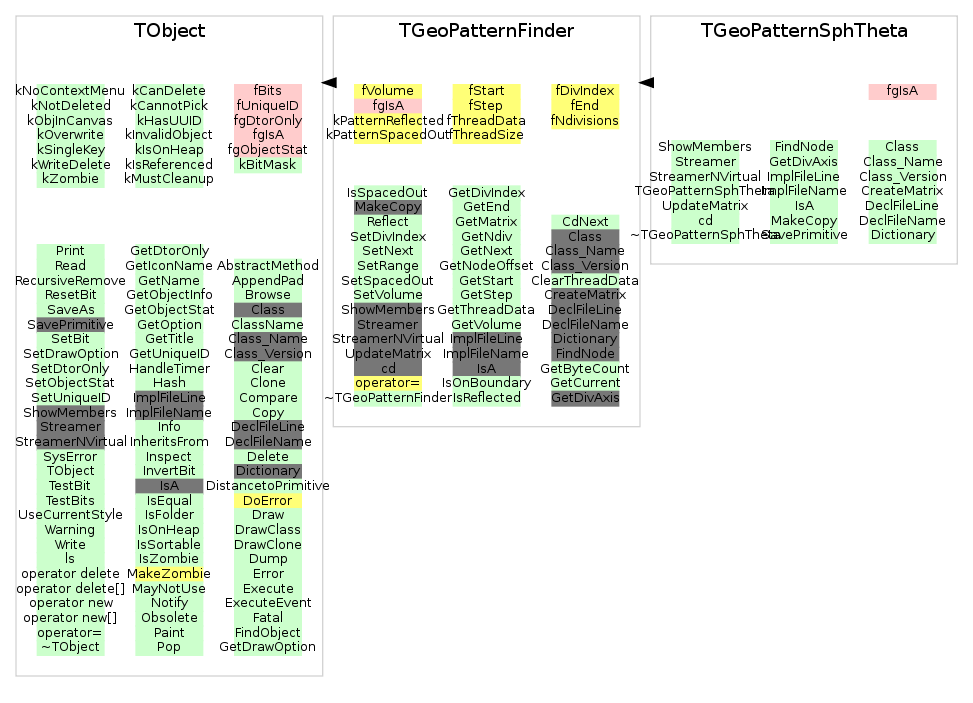 TObject
kNoContextMenu
kNotDeleted
kObjInCanvas
kOverwrite
kSingleKey
kWriteDelete
kZombie
kCanDelete
kCannotPick
kHasUUID
kInvalidObject
kIsOnHeap
kIsReferenced
kMustCleanup
fBits
fUniqueID
fgDtorOnly
fgIsA
fgObjectStat
kBitMask
Print
Read
RecursiveRemove
ResetBit
SaveAs
SavePrimitive
SetBit
SetDrawOption
SetDtorOnly
SetObjectStat
SetUniqueID
ShowMembers
Streamer
StreamerNVirtual
SysError
TObject
TestBit
TestBits
UseCurrentStyle
Warning
Write
ls
operator delete
operator delete[]
operator new
operator new[]
operator=
~TObject
GetDtorOnly
GetIconName
GetName
GetObjectInfo
GetObjectStat
GetOption
GetTitle
GetUniqueID
HandleTimer
Hash
ImplFileLine
ImplFileName
Info
InheritsFrom
Inspect
InvertBit
IsA
IsEqual
IsFolder
IsOnHeap
IsSortable
IsZombie
MakeZombie
MayNotUse
Notify
Obsolete
Paint
Pop
AbstractMethod
AppendPad
Browse
Class
ClassName
Class_Name
Class_Version
Clear
Clone
Compare
Copy
DeclFileLine
DeclFileName
Delete
Dictionary
DistancetoPrimitive
DoError
Draw
DrawClass
DrawClone
Dump
Error
Execute
ExecuteEvent
Fatal
FindObject
GetDrawOption
TGeoPatternFinder
fVolume
fgIsA
kPatternReflected
kPatternSpacedOut
fStart
fStep
fThreadData
fThreadSize
fDivIndex
fEnd
fNdivisions
IsSpacedOut
MakeCopy
Reflect
SetDivIndex
SetNext
SetRange
SetSpacedOut
SetVolume
ShowMembers
Streamer
StreamerNVirtual
UpdateMatrix
cd
operator=
~TGeoPatternFinder
GetDivIndex
GetEnd
GetMatrix
GetNdiv
GetNext
GetNodeOffset
GetStart
GetStep
GetThreadData
GetVolume
ImplFileLine
ImplFileName
IsA
IsOnBoundary
IsReflected
CdNext
Class
Class_Name
Class_Version
ClearThreadData
CreateMatrix
DeclFileLine
DeclFileName
Dictionary
FindNode
GetByteCount
GetCurrent
GetDivAxis
TGeoPatternSphTheta
fgIsA
ShowMembers
Streamer
StreamerNVirtual
TGeoPatternSphTheta
UpdateMatrix
cd
~TGeoPatternSphTheta
FindNode
GetDivAxis
ImplFileLine
ImplFileName
IsA
MakeCopy
SavePrimitive
Class
Class_Name
Class_Version
CreateMatrix
DeclFileLine
DeclFileName
Dictionary